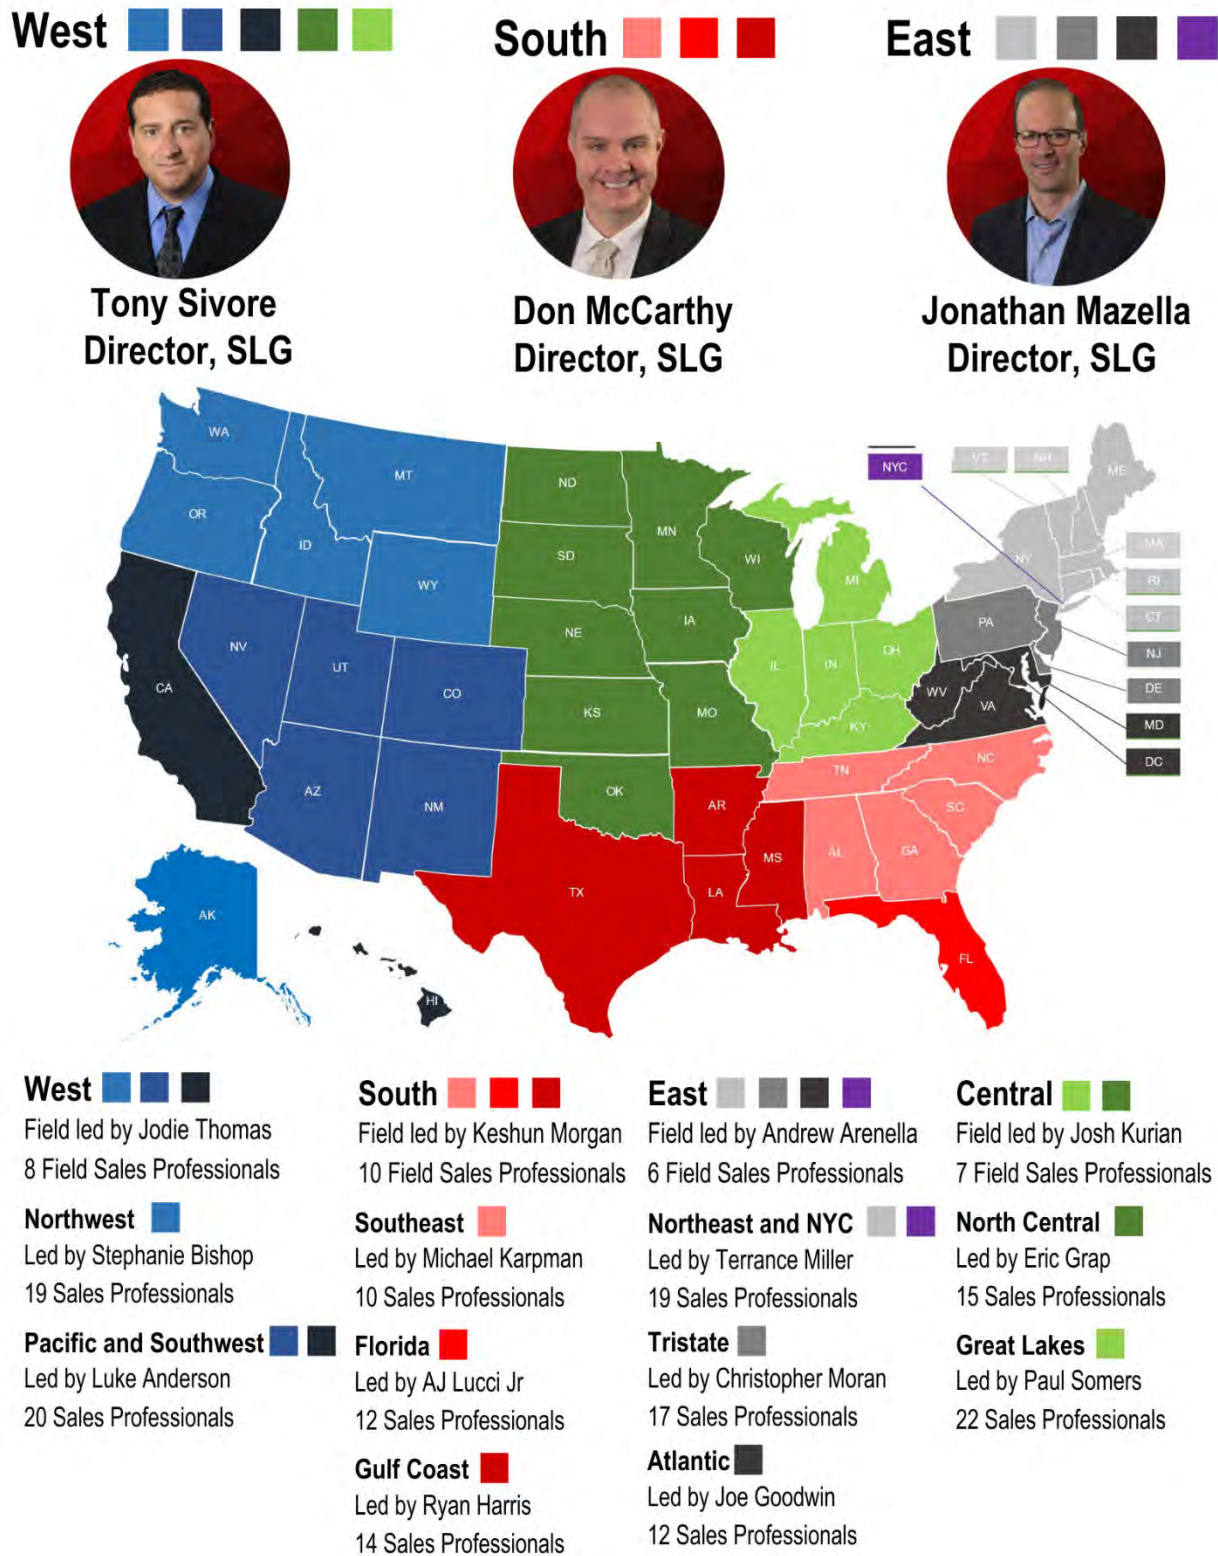 West
South
East
Tony Sivore
Director, SLG
Don McCarthy
Director, SLG
Jonathan Mazella
Director, SLG
WA
MT
OR
ID
WY
NV
UT
CO
CA
AZ
NM
ND
MN
SD
WI
NE
IA
KS
MO
OK
MI
IL
IN
OH
KY
NYC
VT
NH
ME
NY
MA
RI
CT
PA
NJ
DE
WV
VA
MD
DC
TN
NC
SC
AR
MS
AL
GA
TX
LA
FL
AK
HI
West
Field led by Jodie Thomas
8 Field Sales Professionals
Northwest
Led by Stephanie Bishop
19 Sales Professionals
Pacific and Southwest
Led by Luke Anderson
20 Sales Professionals
South
Field led by Keshun Morgan
10 Field Sales Professionals
Southeast
Led by Michael Karpman
10 Sales Professionals
Florida
Led by AJ Lucci Jr
12 Sales Professionals
Gulf Coast
Led by Ryan Harris
14 Sales Professionals
East
Field led by Andrew Arenella
6 Field Sales Professionals
Northeast and NYC
Led by Terrance Miller
19 Sales Professionals
Tristate
Led by Christopher Moran
17 Sales Professionals
Atlantic
Led by Joe Goodwin
12 Sales Professionals
Central
Field led by Josh Kurian
7 Field Sales Professionals
North Central
Led by Eric Grap
15 Sales Professionals
Great Lakes
Led by Paul Somers
22 Sales Professionals